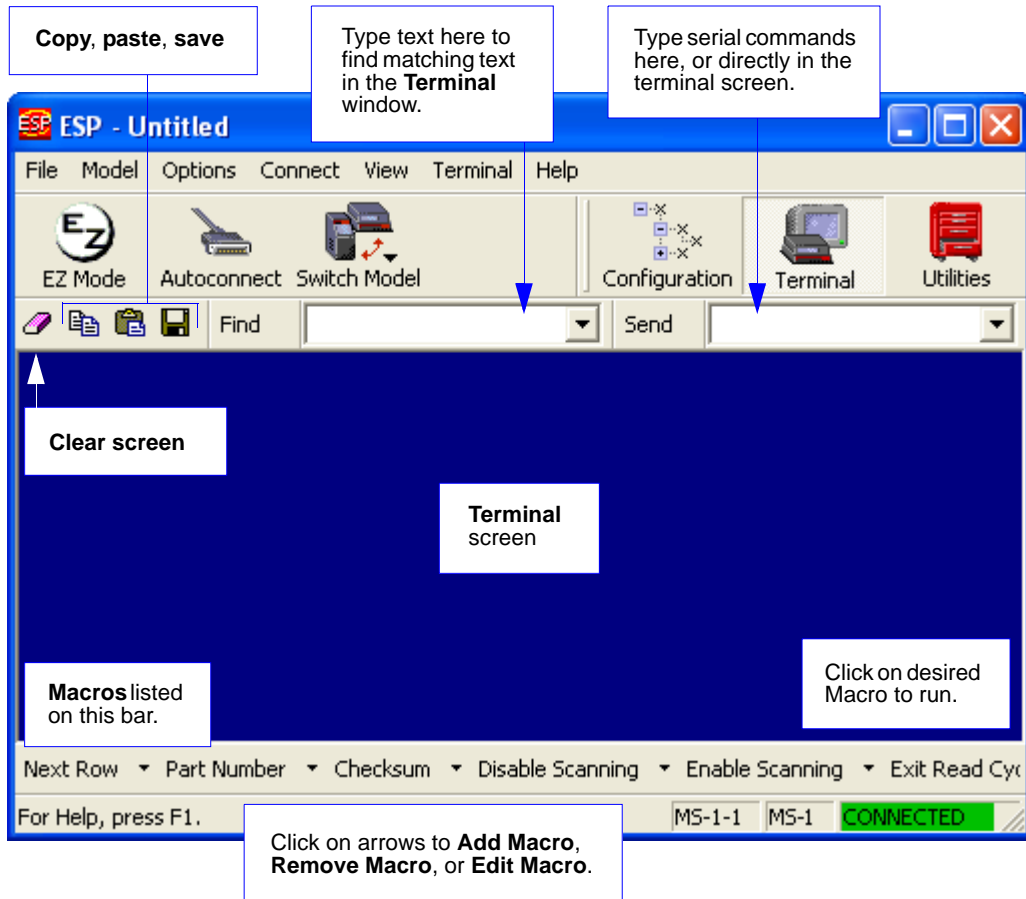 Copy, paste, save
Type text here to
find matching text
in the Terminal
window.
Type serial commands
here, or directly in the
terminal screen.
ESP
ESP - Untitled
File Model Options Connect View Terminal Help
EZ
EZ Mode Autoconnect Switch Model Configuration Terminal Utilities
Find Send
Clear screen
Terminal
screen
Macros listed
on this bar.
Click on desired
Macro to run.
Next Row Part Number Checksum Disable Scanning Enable Scanning Exit Read Cyc
For Help, press F1. MS-1-1 MS-1 CONNECTED
Click on arrows to Add Macro,
Remove Macro, or Edit Macro.